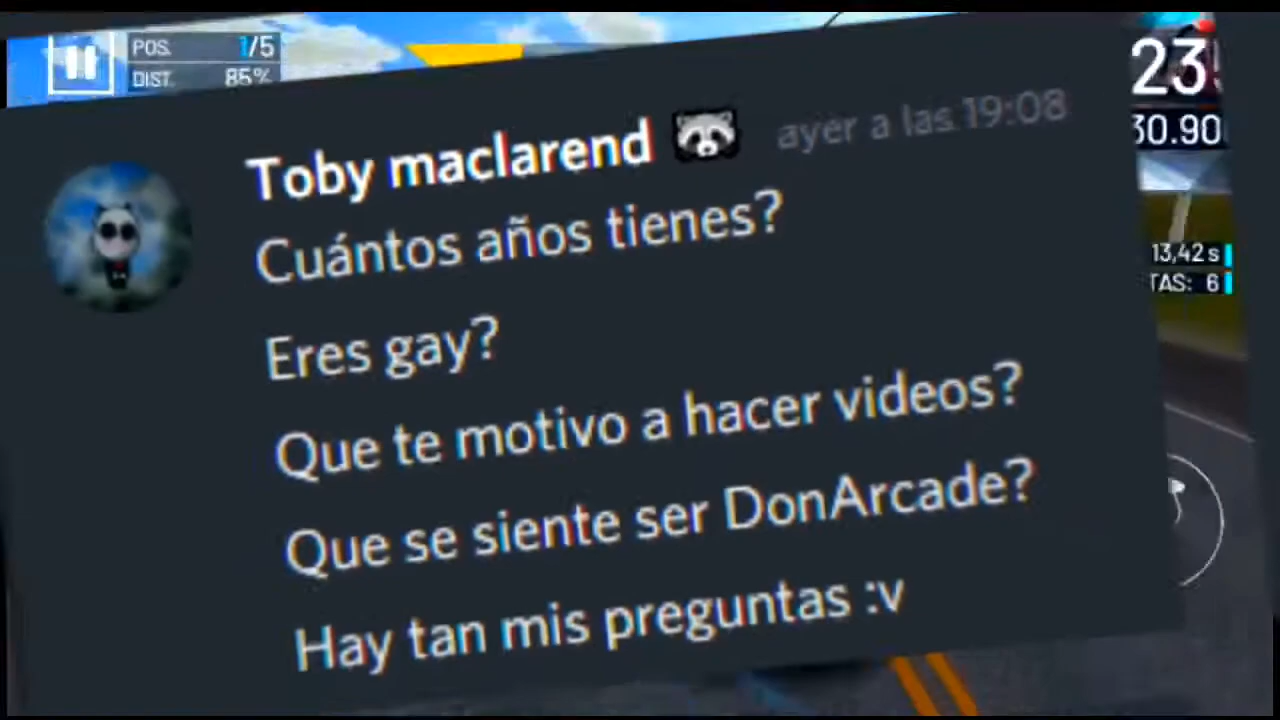 POS. 1/5
DIST. 85%
23
30.90
13,42 s
TAS: 6
Toby maclarend 🦝 ayer a las 19:08
Cuántos años tienes?
Eres gay?
Que te motivo a hacer videos?
Que se siente ser DonArcade?
Hay tan mis preguntas :v